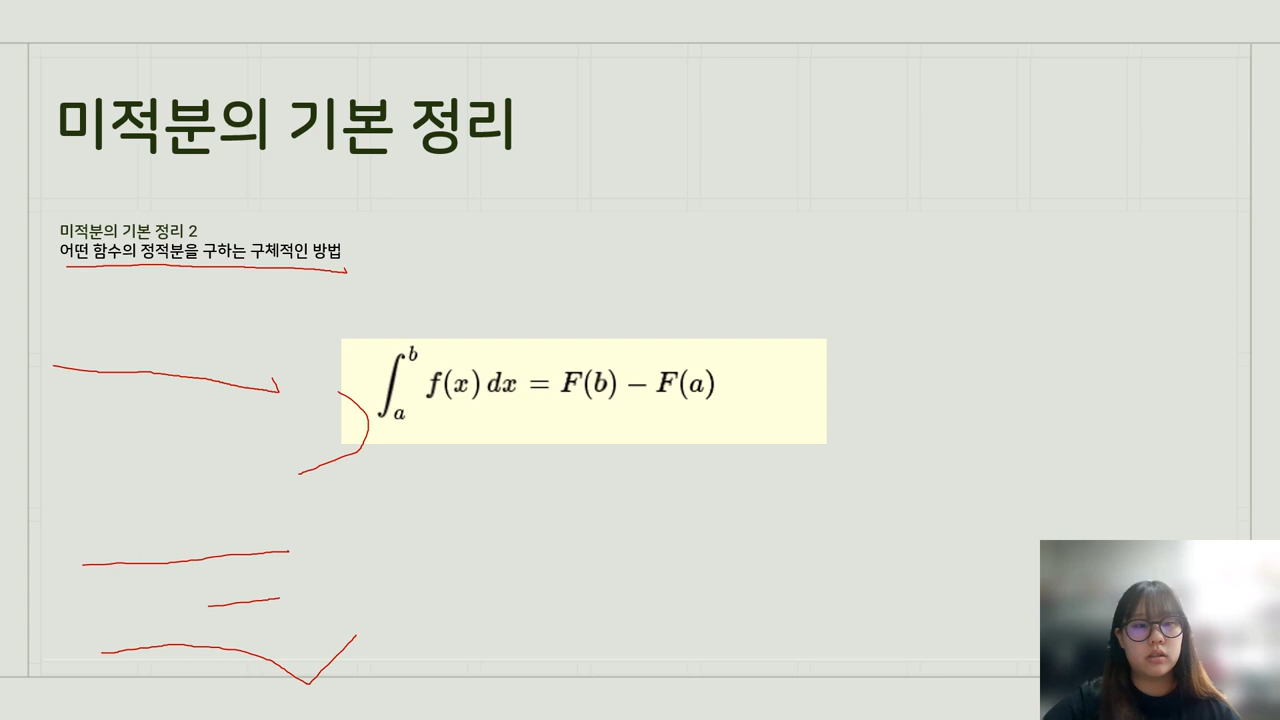 미적분의 기본 정리
미적분의 기본 정리 2
어떤 함수의 정적분을 구하는 구체적인 방법
∫_a^b f(x) dx = F(b) − F(a)